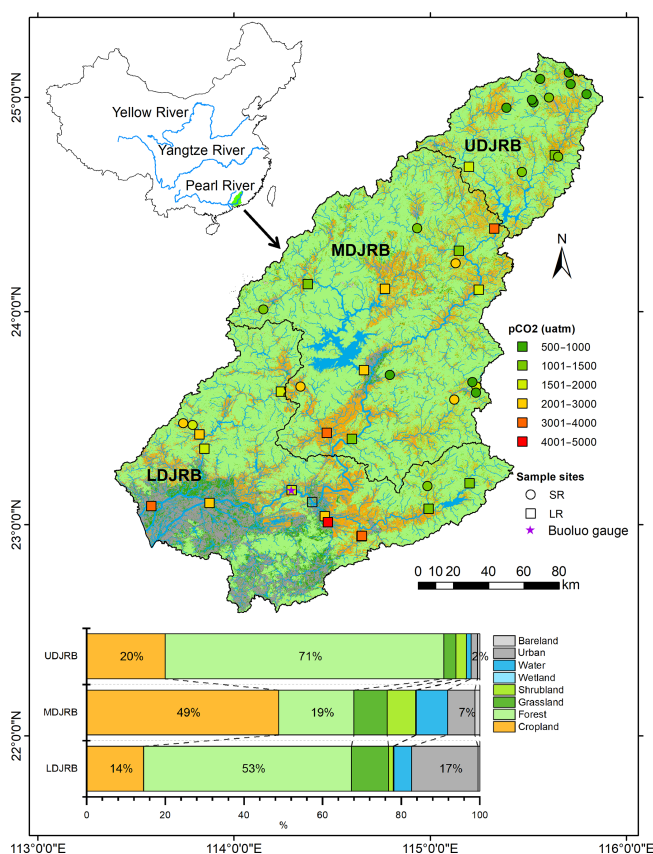 25°0'0"N
24°0'0"N
23°0'0"N
22°0'0"N
Yellow River
Yangtze River
Pearl River
UDJRB
MDJRB
LDJRB
N
pCO2 (uatm)
500–1000
1001–1500
1501–2000
2001–3000
3001–4000
4001–5000
Sample sites
SR
LR
Buoluo gauge
0 10 20 40 60 80
km
UDJRB 20% 71% 2%
MDJRB 49% 19% 7%
LDJRB 14% 53% 17%
0 20 40 60 80 100
%
Bareland
Urban
Water
Wetland
Shrubland
Grassland
Forest
Cropland
113°0'0"E 114°0'0"E 115°0'0"E 116°0'0"E